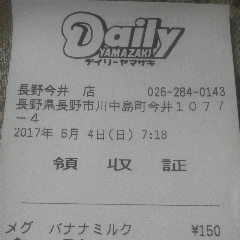 Daily
YAMAZAKI
デイリーヤマザキ
長野今井 店 026-284-0143
長野県長野市川中島町今井１０７７
－４
2017年 6月 4日(日) 7:18
領収証
メグ バナナミルク ¥150